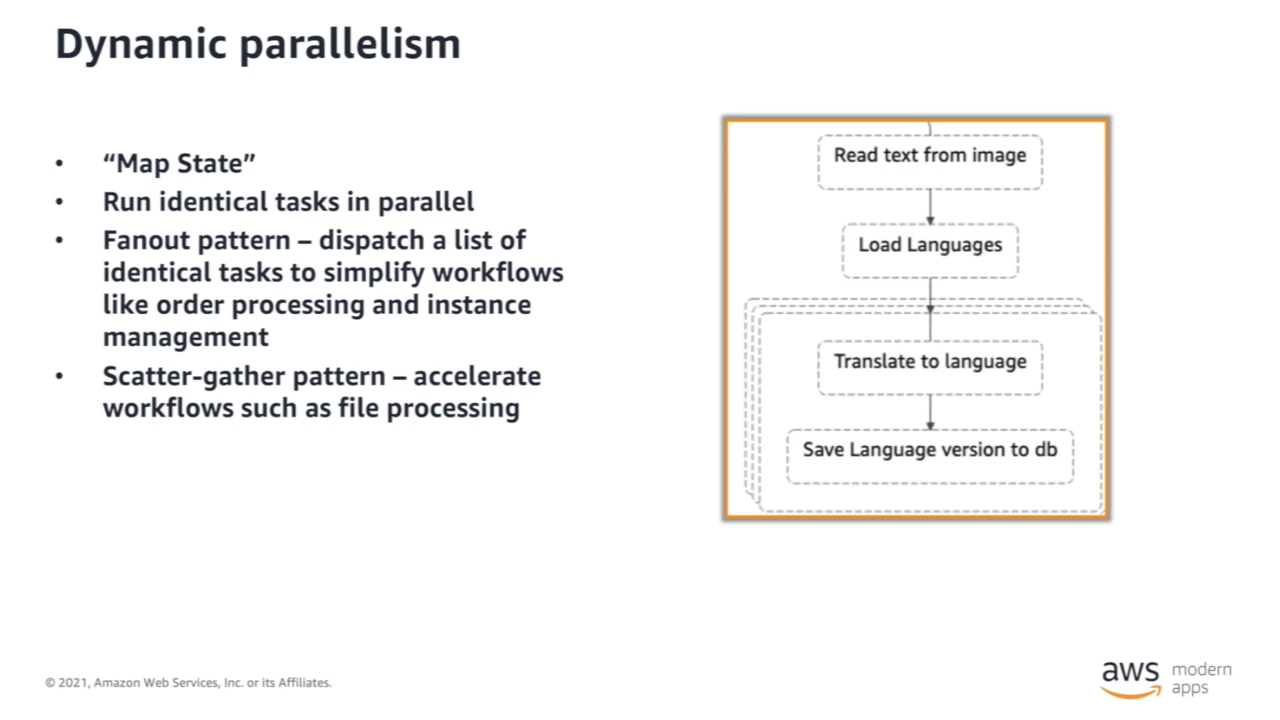 Dynamic parallelism
• “Map State”
• Run identical tasks in parallel
• Fanout pattern – dispatch a list of
identical tasks to simplify workflows
like order processing and instance
management
• Scatter-gather pattern – accelerate
workflows such as file processing
Read text from image
Load Languages
Translate to language
Save Language version to db
© 2021, Amazon Web Services, Inc. or its Affiliates.
aws modern
apps